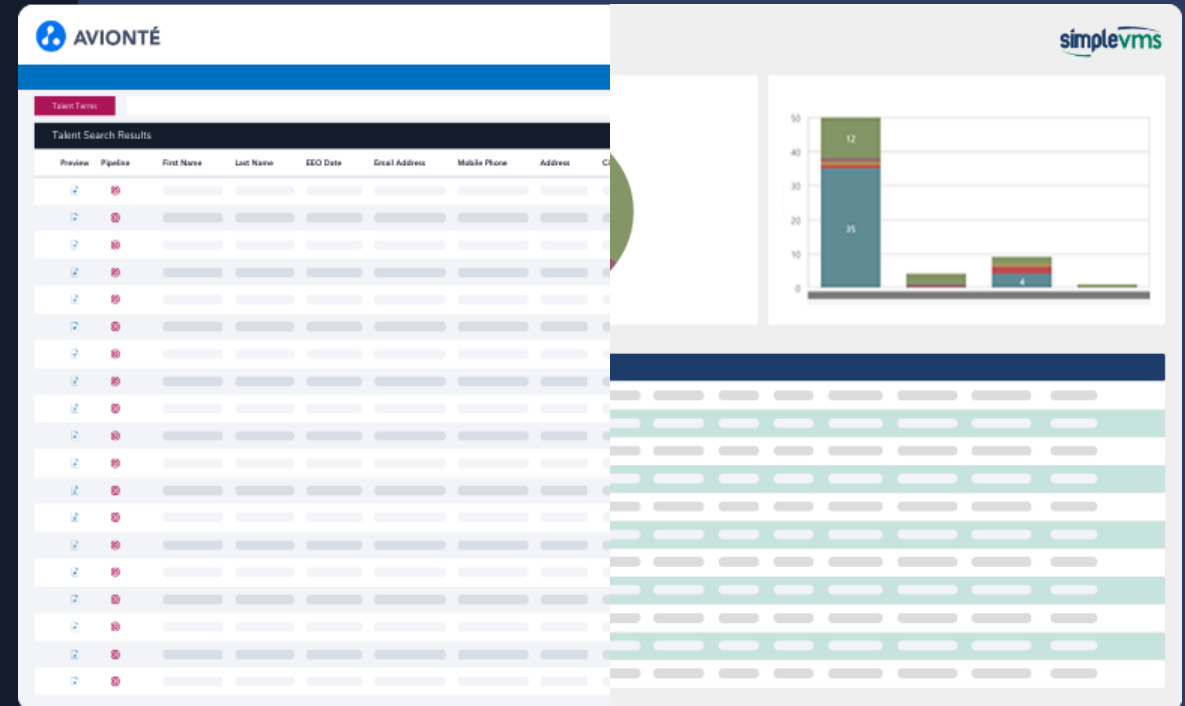 AVIONTÉ
Talent Terms
Talent Search Results
Preview Pipeline First Name Last Name EEO Date Email Address Mobile Phone Address
simplevms
50
40
30
20
10
0
12
35
4